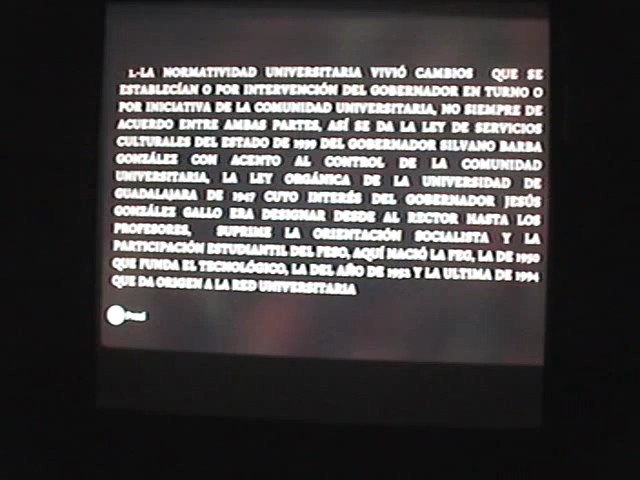 1.-LA NORMATIVIDAD UNIVERSITARIA VIVIÓ CAMBIOS QUE SE
ESTABLECÍAN O POR INTERVENCIÓN DEL GOBERNADOR EN TURNO O
POR INICIATIVA DE LA COMUNIDAD UNIVERSITARIA, NO SIEMPRE DE
ACUERDO ENTRE AMBAS PARTES, ASÍ SE DA LA LEY DE SERVICIOS
CULTURALES DEL ESTADO DE 1939 DEL GOBERNADOR SILVANO BARBA
GONZÁLEZ CON ACENTO AL CONTROL DE LA COMUNIDAD
UNIVERSITARIA, LA LEY ORGÁNICA DE LA UNIVERSIDAD DE
GUADALAJARA DE 1947 CUYO INTERÉS DEL GOBERNADOR JESÚS
GONZÁLEZ GALLO ERA DESIGNAR DESDE AL RECTOR HASTA LOS
PROFESORES, SUPRIME LA ORIENTACIÓN SOCIALISTA Y LA
PARTICIPACIÓN ESTUDIANTIL DEL FESO, AQUÍ NACIÓ LA FEG, LA DE 1950
QUE FUNDA EL TECNOLÓGICO, LA DEL AÑO DE 1952 Y LA ULTIMA DE 1994
QUE DA ORIGEN A LA RED UNIVERSITARIA